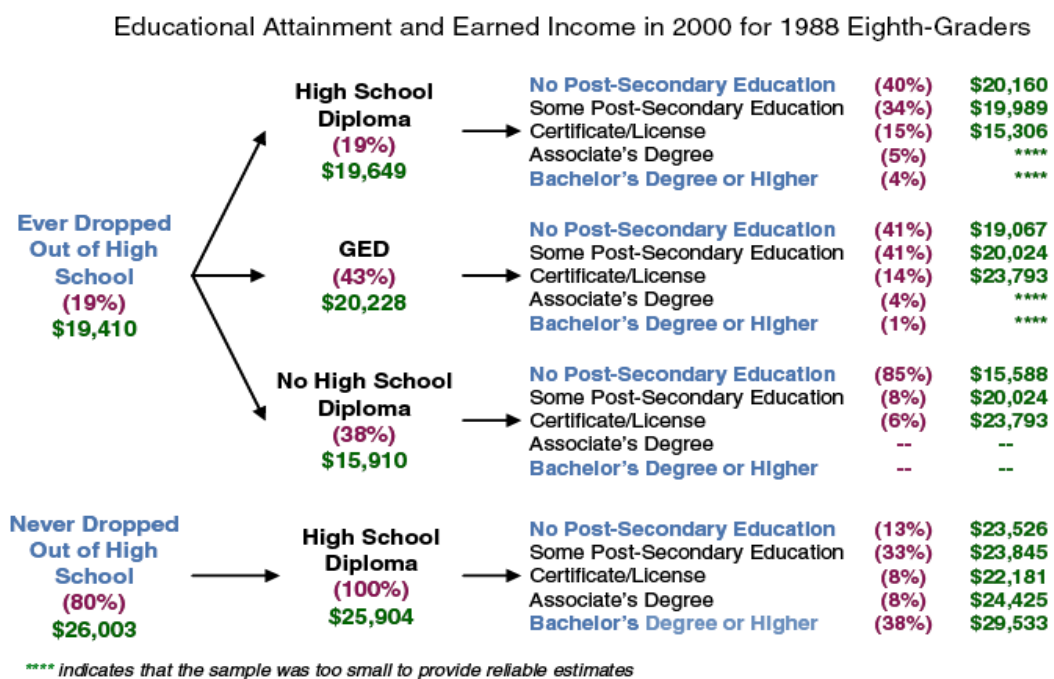 Educational Attainment and Earned Income in 2000 for 1988 Eighth-Graders
Ever Dropped
Out of High
School
(19%)
$19,410
High School
Diploma
(19%)
$19,649
No Post-Secondary Education (40%) $20,160
Some Post-Secondary Education (34%) $19,989
Certificate/License (15%) $15,306
Associate's Degree (5%) ****
Bachelor's Degree or Higher (4%) ****
GED
(43%)
$20,228
No Post-Secondary Education (41%) $19,067
Some Post-Secondary Education (41%) $20,024
Certificate/License (14%) $23,793
Associate's Degree (4%) ****
Bachelor's Degree or Higher (1%) ****
No High School
Diploma
(38%)
$15,910
No Post-Secondary Education (85%) $15,588
Some Post-Secondary Education (8%) $20,024
Certificate/License (6%) $23,793
Associate's Degree -- --
Bachelor's Degree or Higher -- --
Never Dropped
Out of High
School
(80%)
$26,003
High School
Diploma
(100%)
$25,904
No Post-Secondary Education (13%) $23,526
Some Post-Secondary Education (33%) $23,845
Certificate/License (8%) $22,181
Associate's Degree (8%) $24,425
Bachelor's Degree or Higher (38%) $29,533
**** indicates that the sample was too small to provide reliable estimates